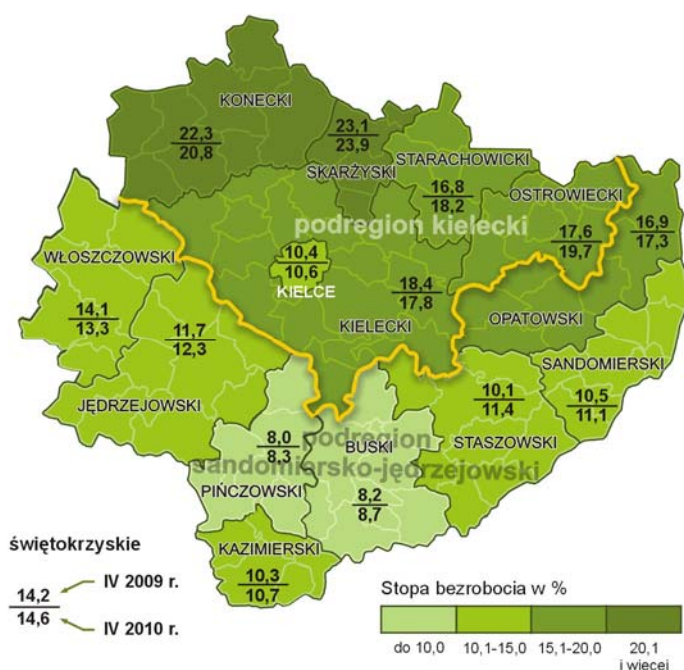 KONECKI
22,3
20,8
23,1
23,9
SKARŻYSKI
STARACHOWICKI
16,8
18,2
OSTROWIECKI
17,6
19,7
16,9
17,3
podregion kielecki
WŁOSZCZOWSKI
14,1
13,3
10,4
10,6
KIELCE
18,4
17,8
KIELECKI
OPATOWSKI
SANDOMIERSKI
10,5
11,1
11,7
12,3
JĘDRZEJOWSKI
10,1
11,4
STASZOWSKI
8,0
8,3
PIŃCZOWSKI
podregion
sandomiersko-jędrzejowski
BUSKI
8,2
8,7
KAZIMIERSKI
10,3
10,7
świętokrzyskie
14,2
14,6
IV 2009 r.
IV 2010 r.
Stopa bezrobocia w %
do 10,0
10,1-15,0
15,1-20,0
20,1
i więcej